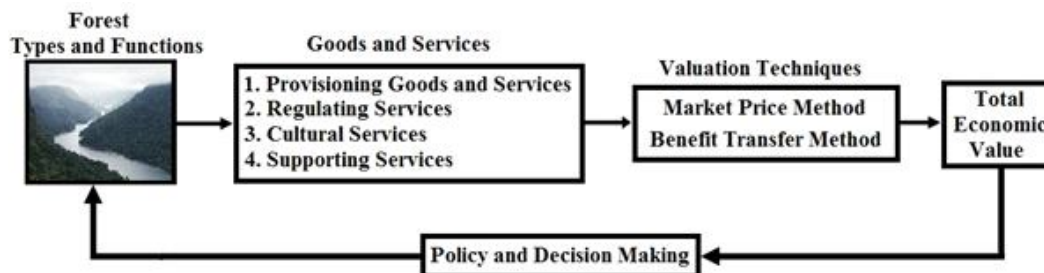 Forest
Types and Functions
Goods and Services
1. Provisioning Goods and Services
2. Regulating Services
3. Cultural Services
4. Supporting Services
Valuation Techniques
Market Price Method
Benefit Transfer Method
Total
Economic
Value
Policy and Decision Making